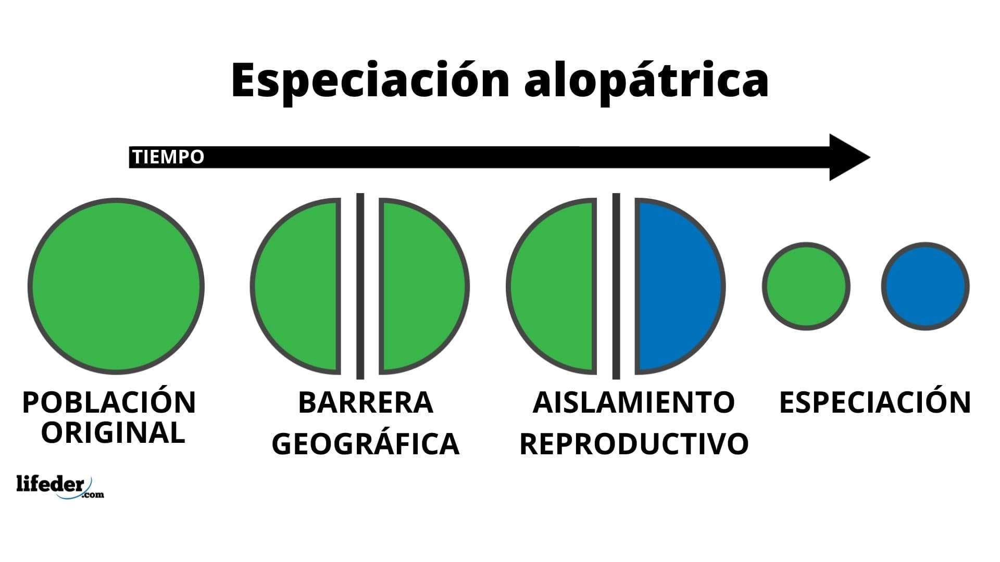 Especiación alopátrica
TIEMPO
POBLACIÓN
ORIGINAL
BARRERA
GEOGRÁFICA
AISLAMIENTO
REPRODUCTIVO
ESPECIACIÓN
lifeder.com